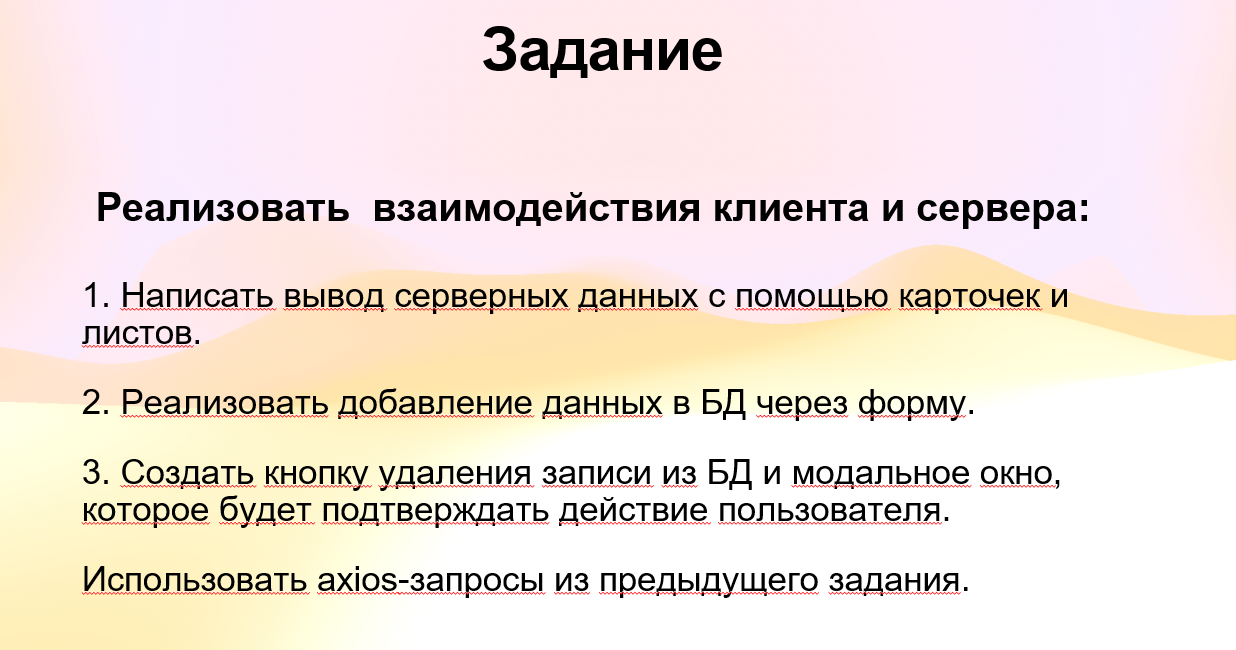 Задание
Реализовать взаимодействия клиента и сервера:
1. Написать вывод серверных данных с помощью карточек и
листов.
2. Реализовать добавление данных в БД через форму.
3. Создать кнопку удаления записи из БД и модальное окно,
которое будет подтверждать действие пользователя.
Использовать axios-запросы из предыдущего задания.